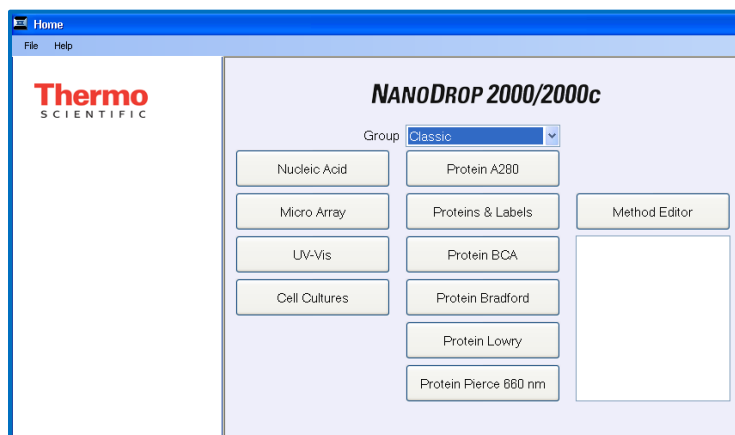 Home
File Help
Thermo
SCIENTIFIC
NANODROP 2000/2000c
Group Classic
Nucleic Acid Protein A280
Micro Array Proteins & Labels Method Editor
UV-Vis Protein BCA
Cell Cultures Protein Bradford
Protein Lowry
Protein Pierce 660 nm